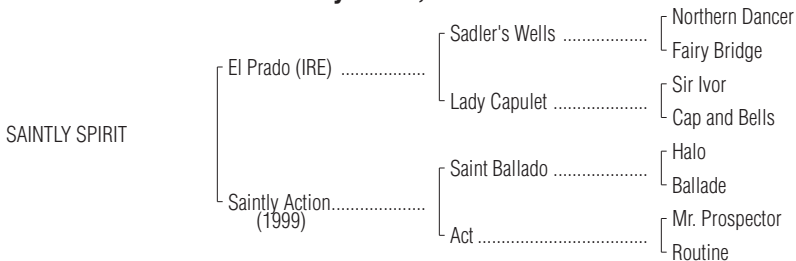 Northern Dancer
Sadler's Wells ..................
Fairy Bridge
El Prado (IRE) ..................
Sir Ivor
Lady Capulet ....................
Cap and Bells
SAINTLY SPIRIT
Halo
Saint Ballado ....................
Ballade
Saintly Action....................
(1999)
Mr. Prospector
Act ....................................
Routine